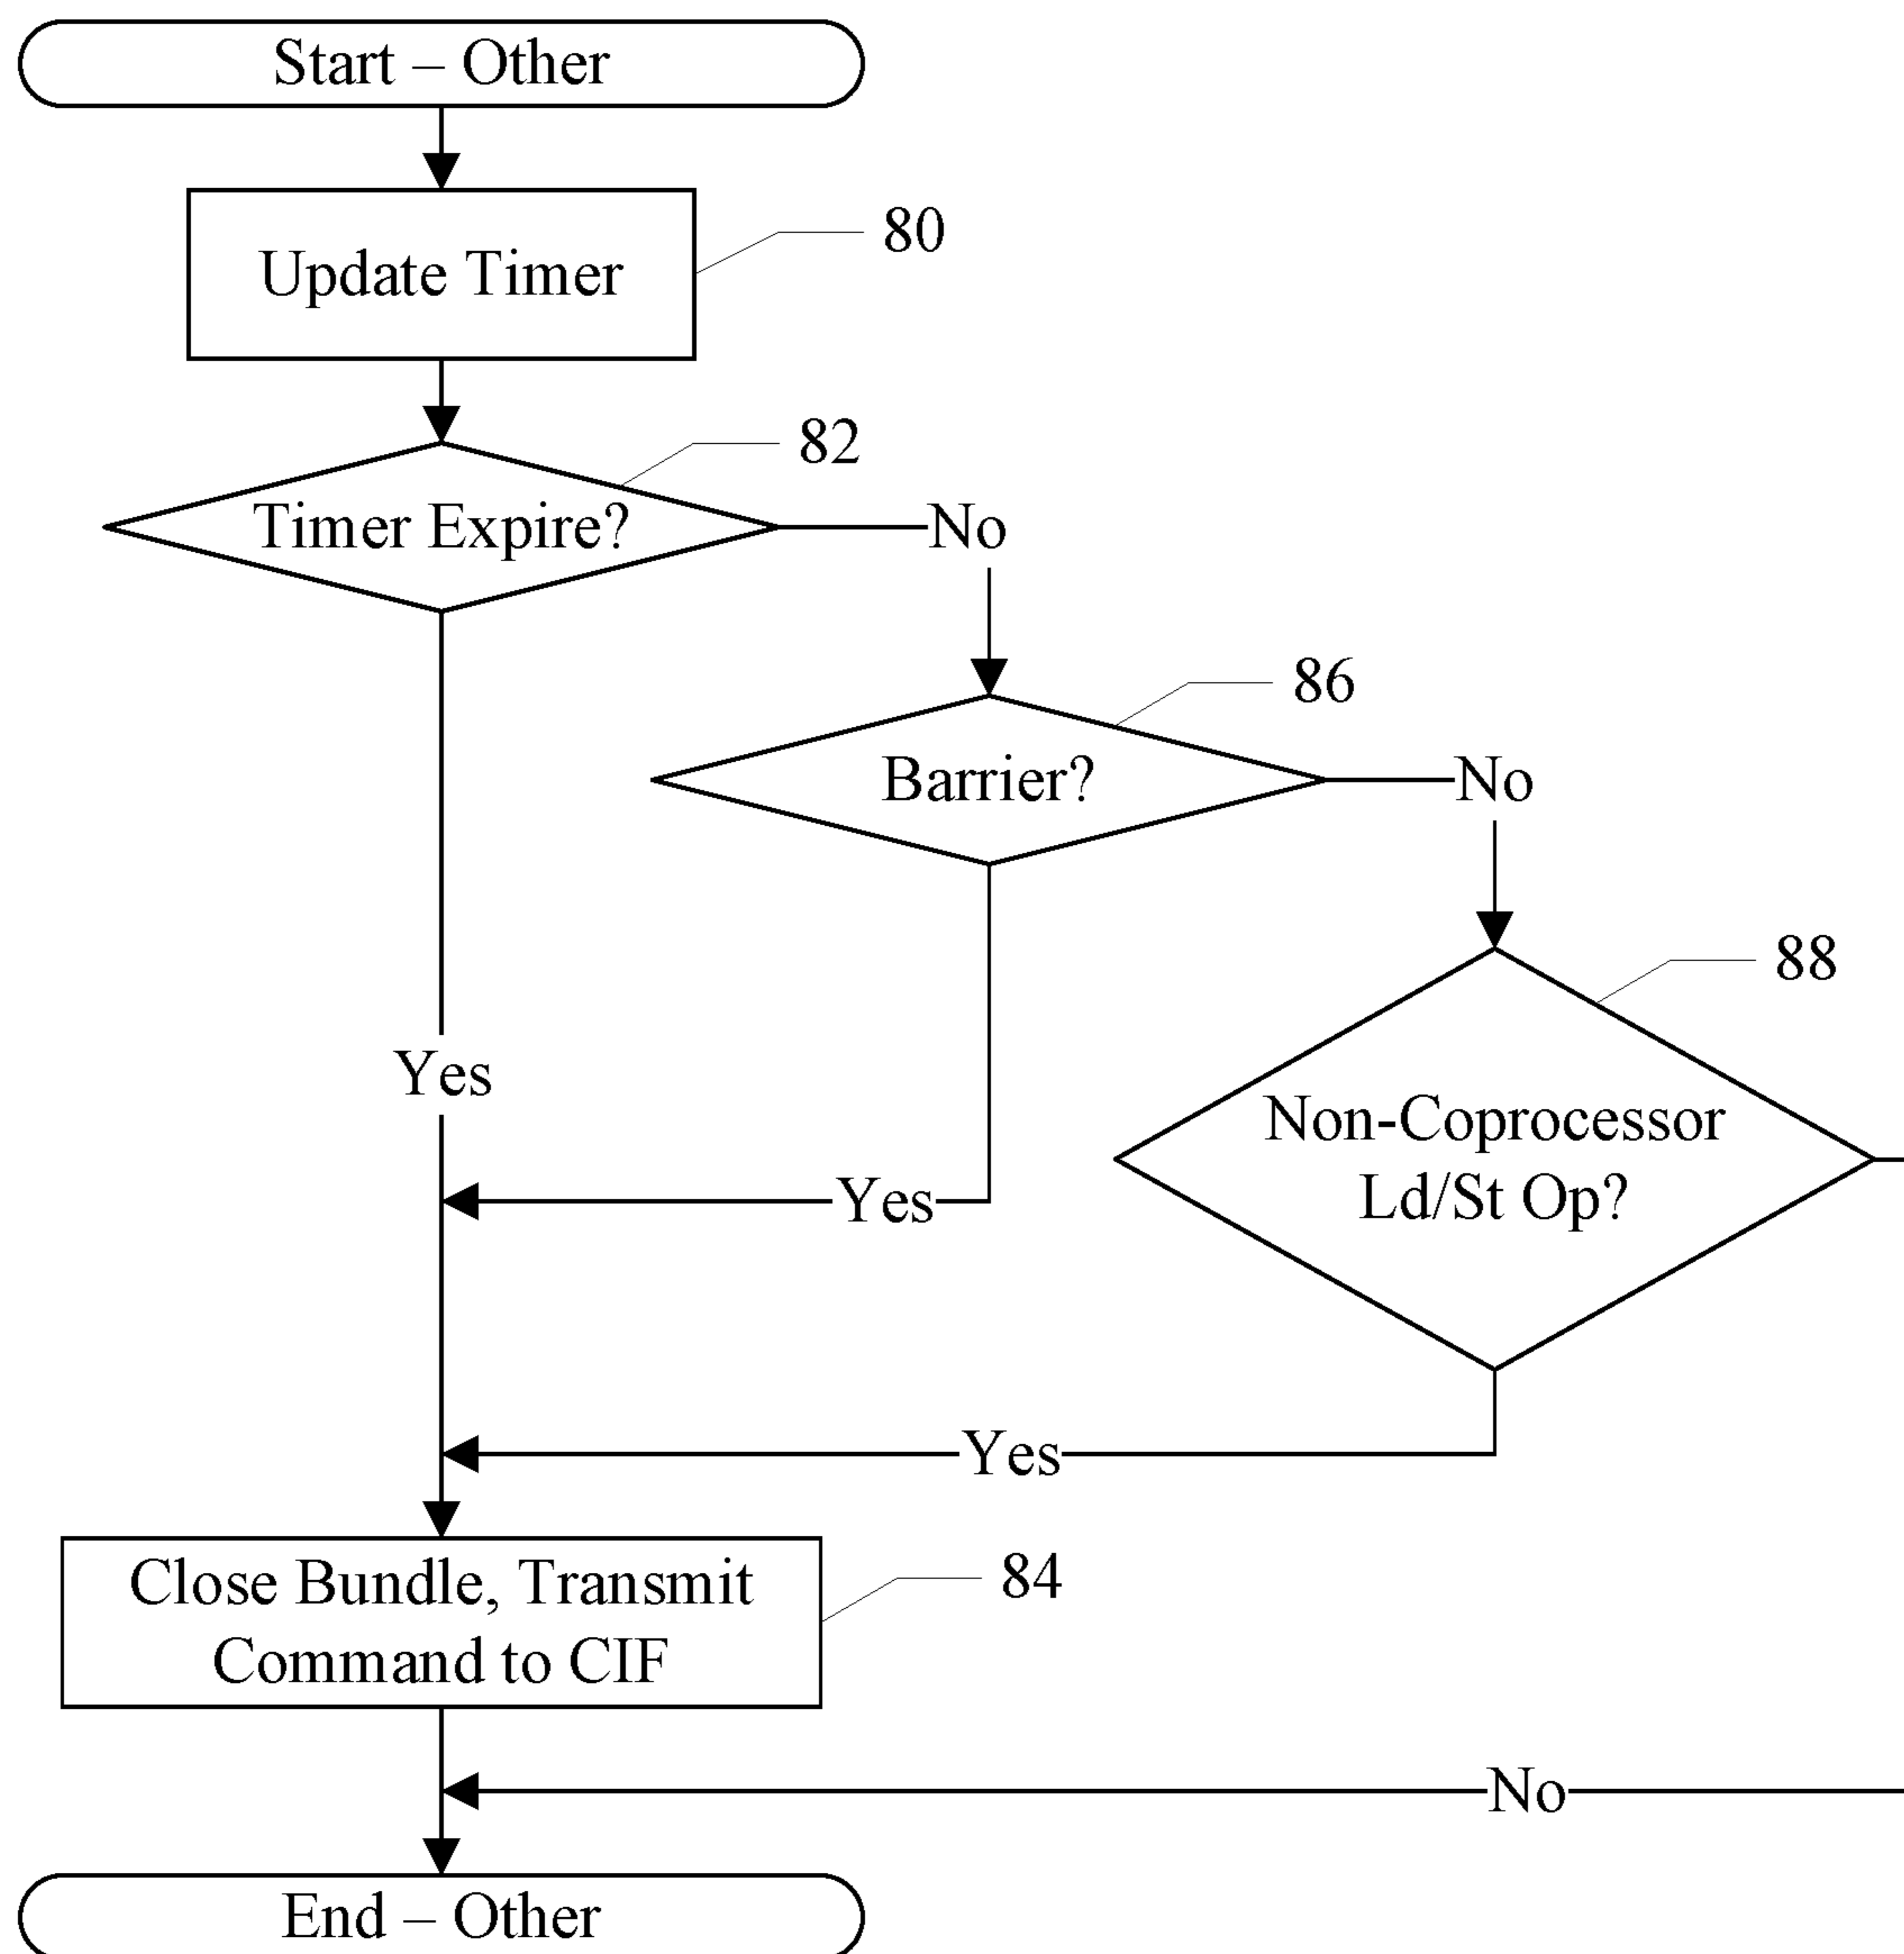 Start – Other
Update Timer
80
Timer Expire?
82
No
Barrier?
86
No
Non-Coprocessor
Ld/St Op?
88
Yes
Yes
Yes
Close Bundle, Transmit
Command to CIF
84
No
End – Other